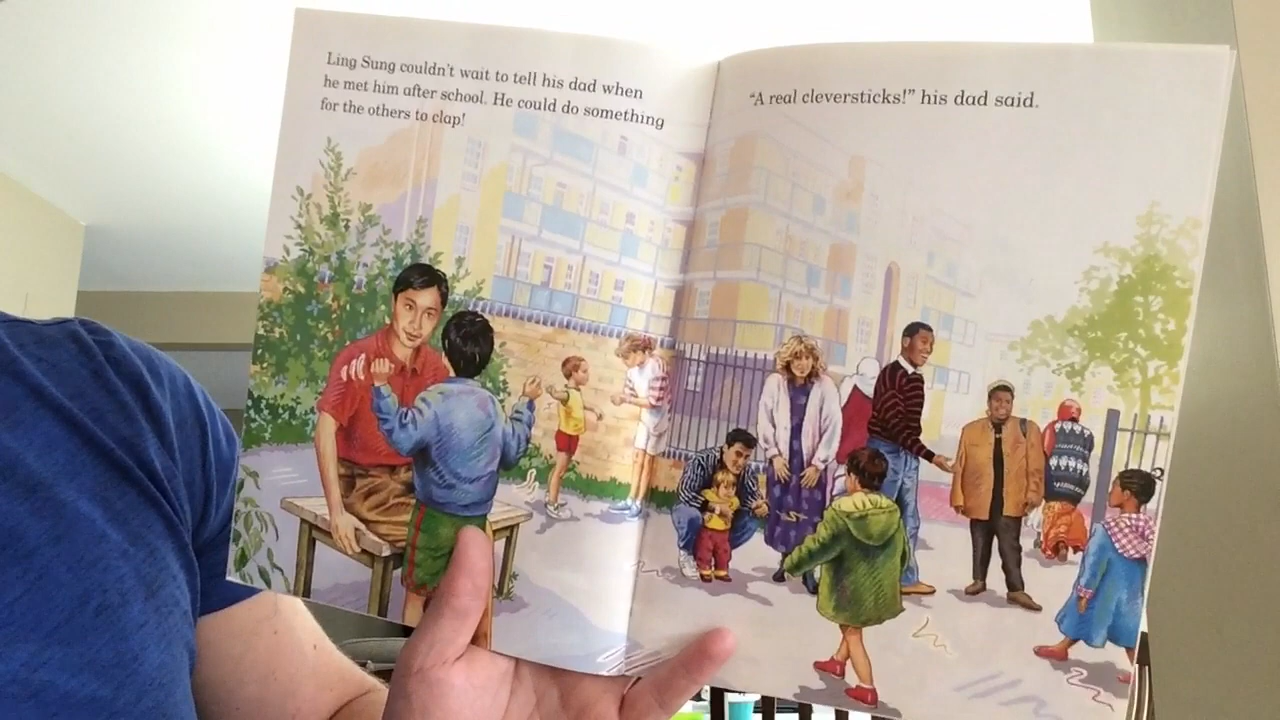 Ling Sung couldn't wait to tell his dad when
he met him after school. He could do something
for the others to clap!
"A real cleversticks!" his dad said.